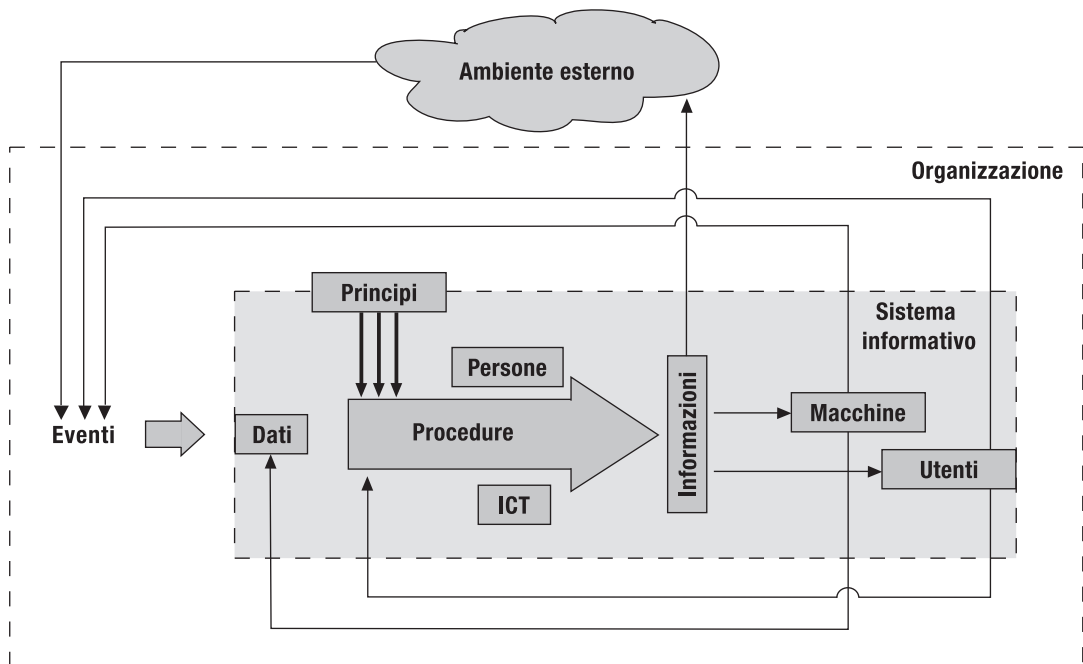 Ambiente esterno
Organizzazione
Principi
Sistema
informativo
Persone
Eventi
Dati
Procedure
Informazioni
Macchine
Utenti
ICT